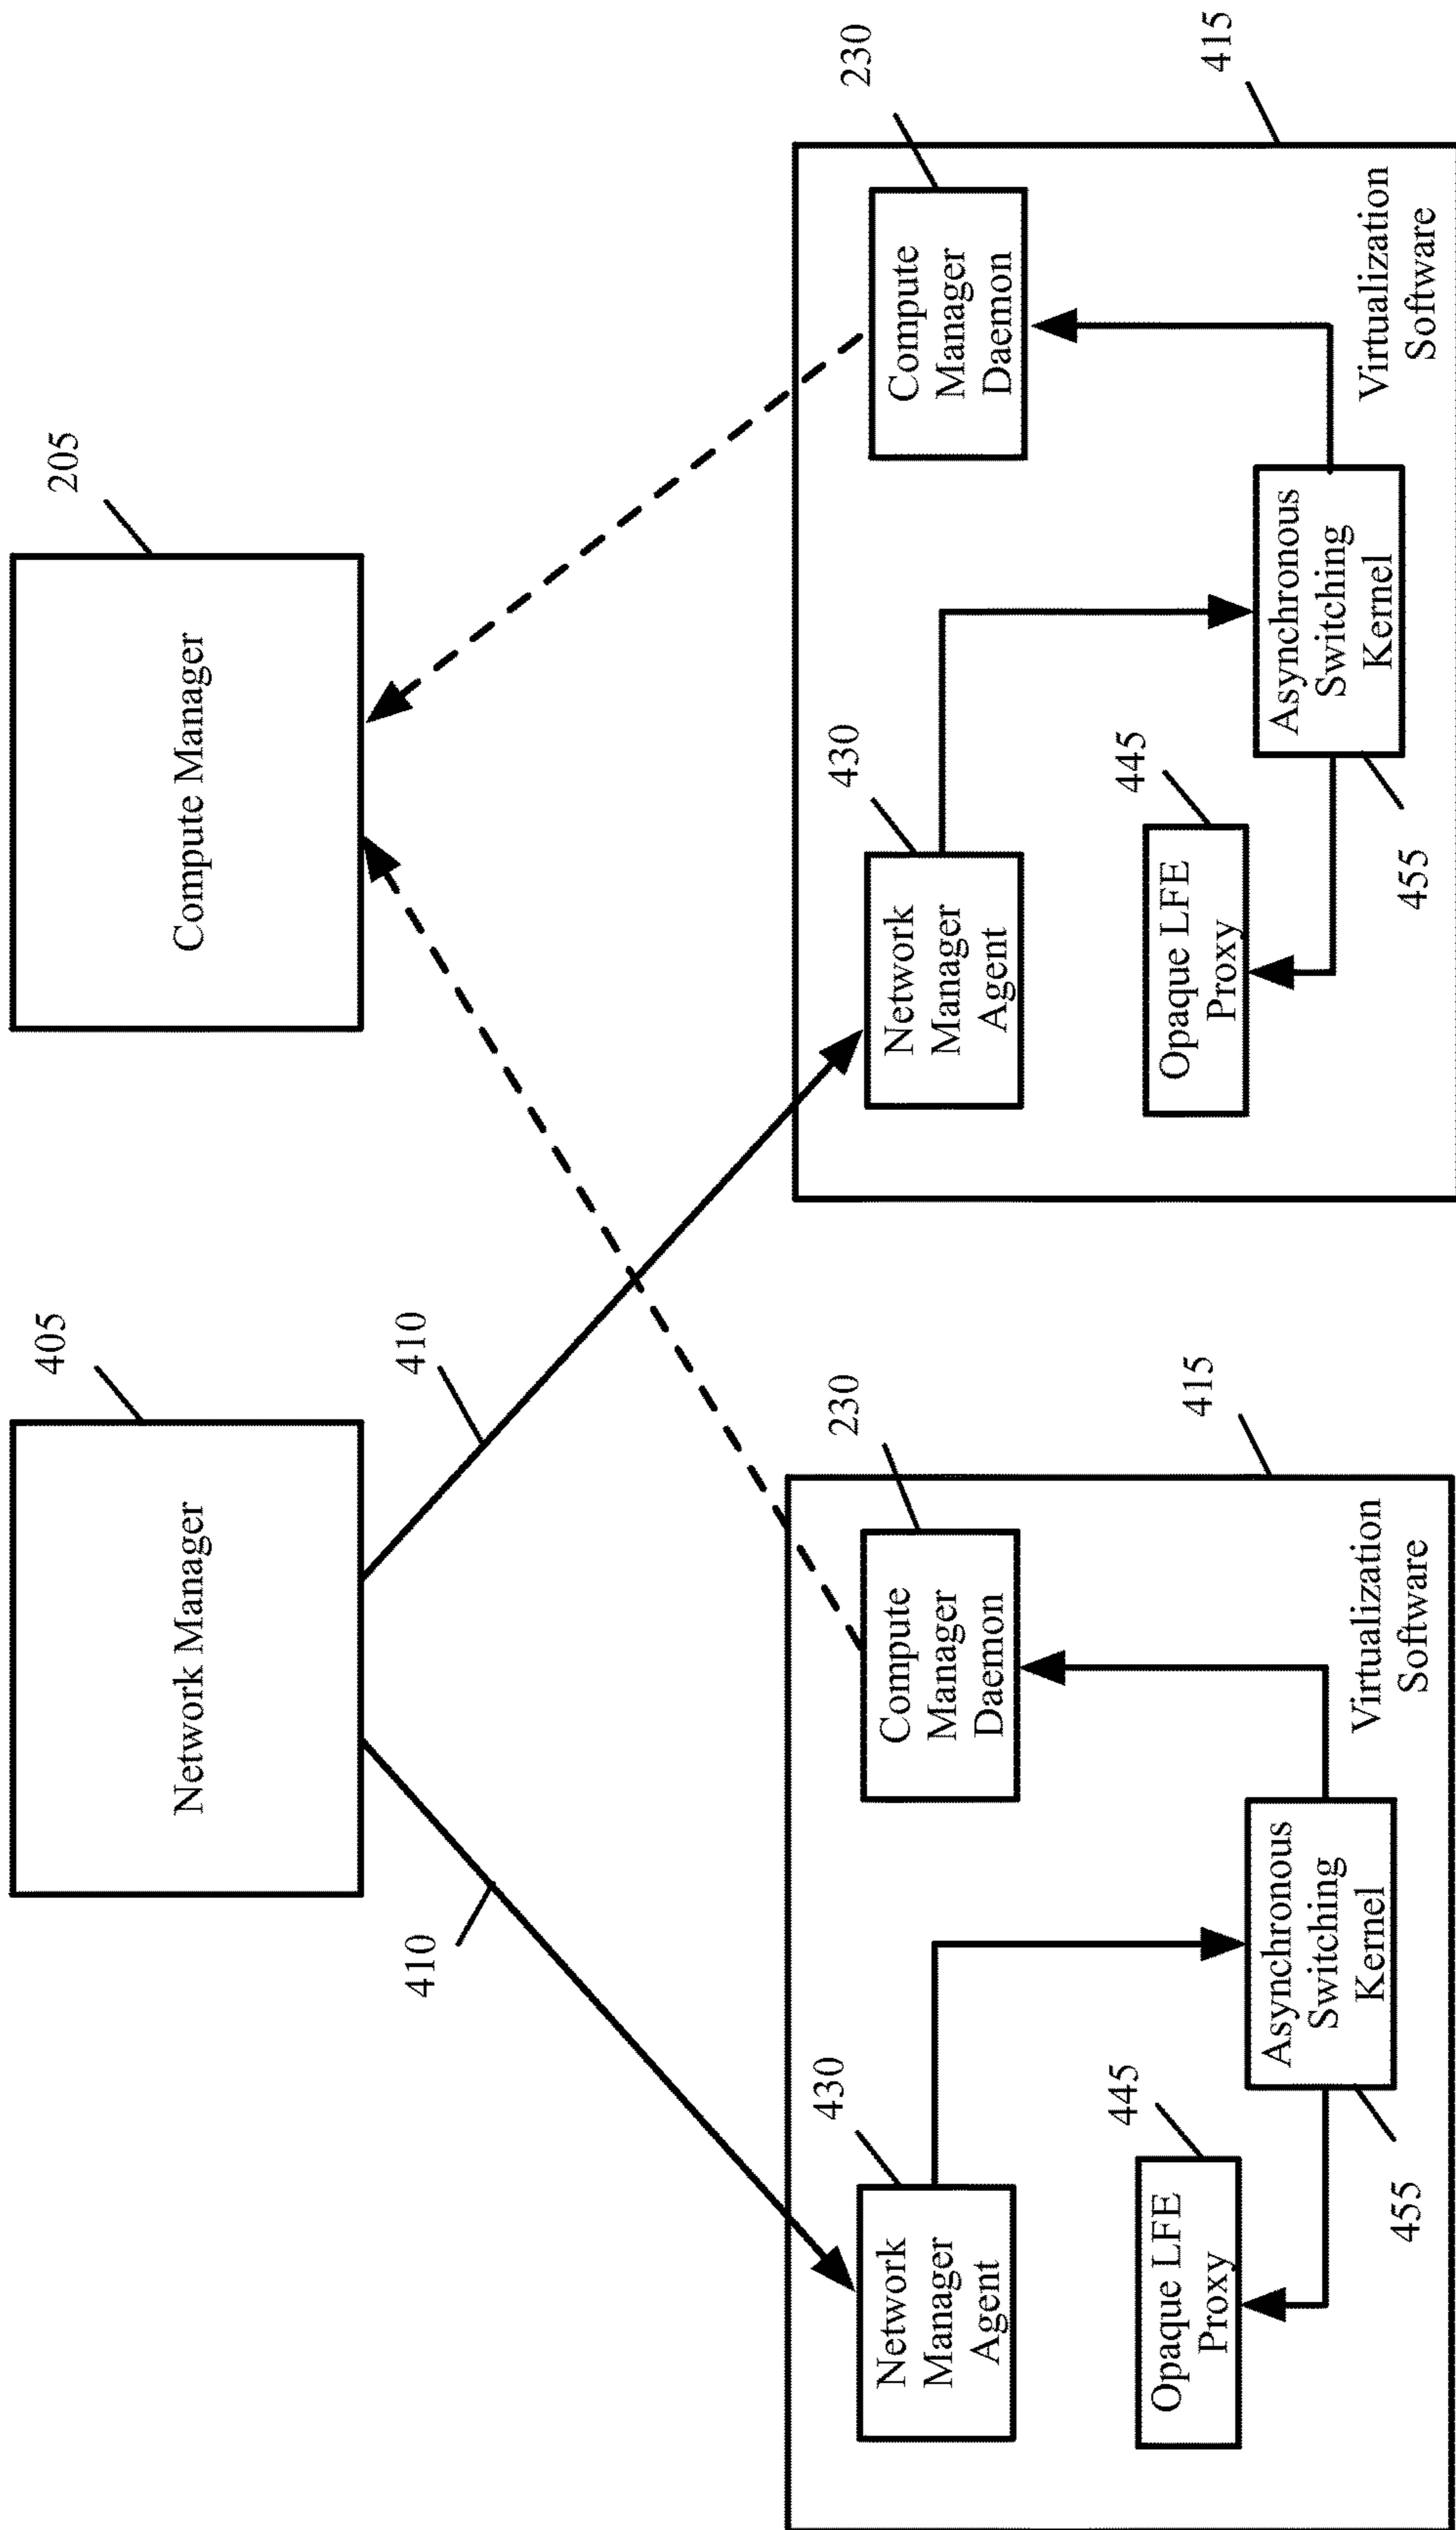 405
Network Manager
205
Compute Manager
410
410
430
Network
Manager
Agent
230
Compute
Manager
Daemon
445
Opaque LFE
Proxy
Asynchronous
Switching
Kernel
455
Virtualization
Software
415
430
Network
Manager
Agent
230
Compute
Manager
Daemon
445
Opaque LFE
Proxy
Asynchronous
Switching
Kernel
455
Virtualization
Software
415